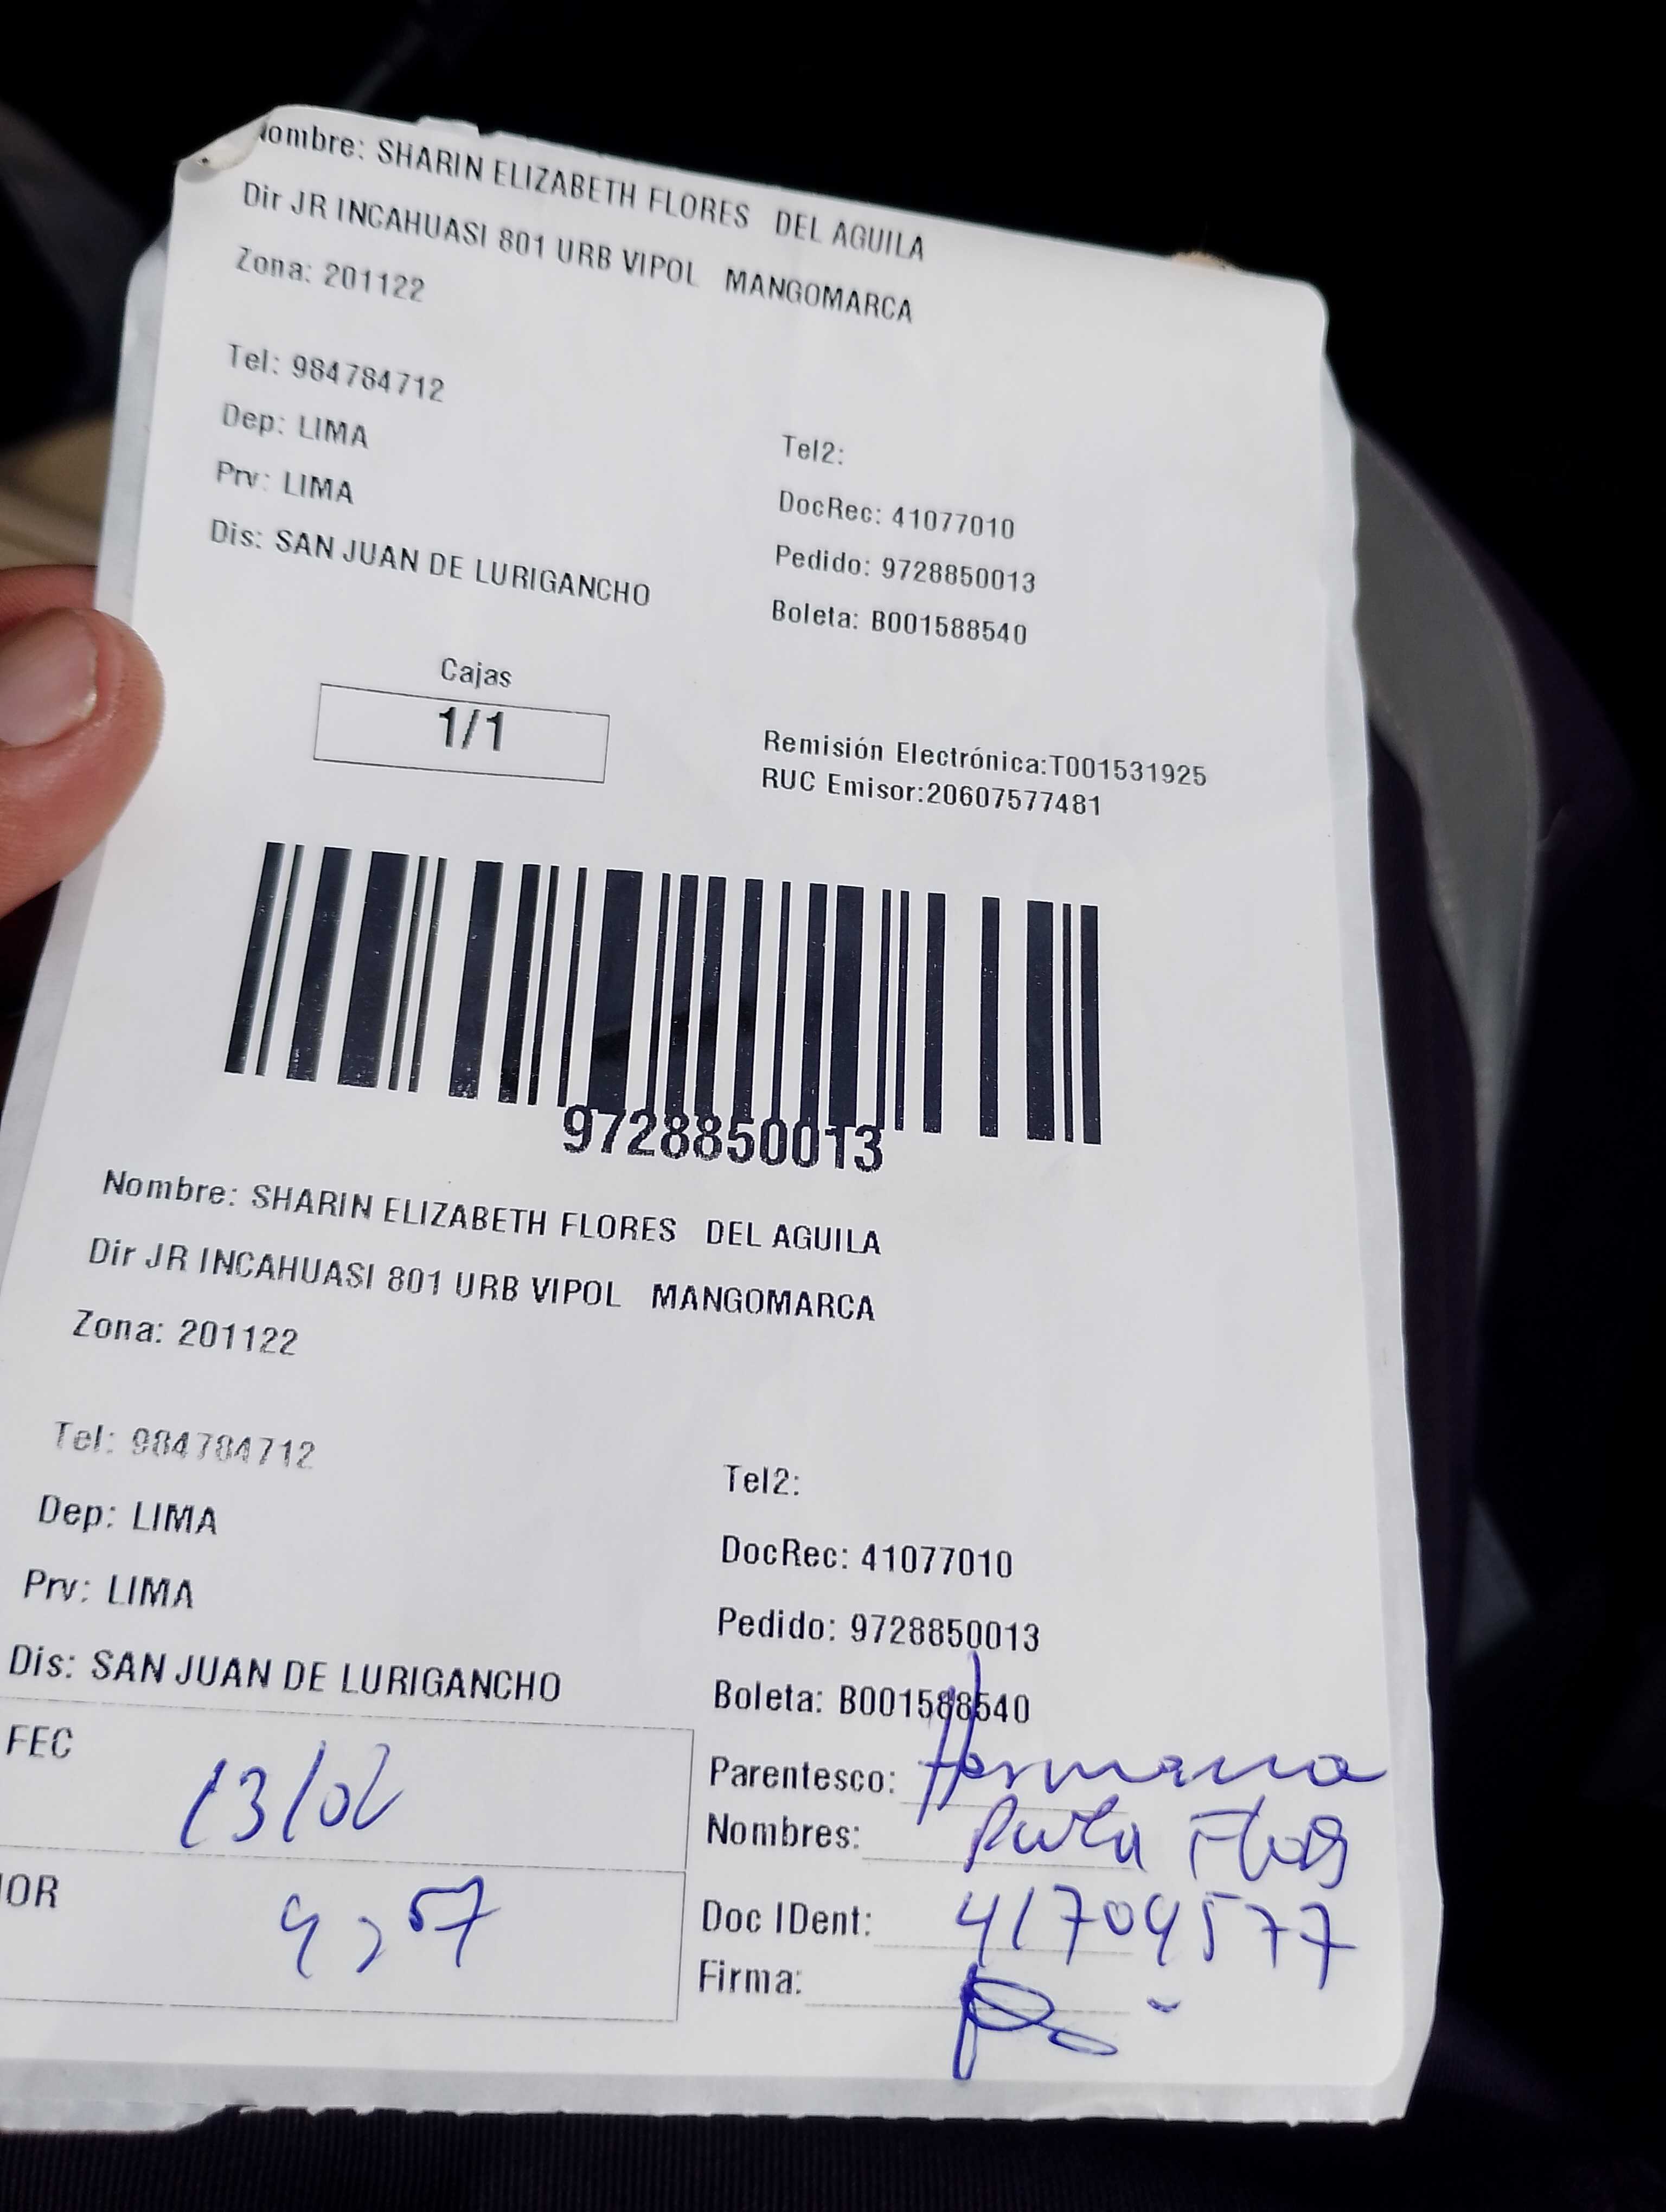 ombre: SHARIN ELIZABETH FLORES DEL AGUILA
Dir JR INCAHUASI 801 URB VIPOL MANGOMARCA
Zona: 201122
Tel: 984784712
Dep: LIMA
Prv: LIMA
Dis: SAN JUAN DE LURIGANCHO
Tel2:
DocRec: 41077010
Pedido: 9728850013
Boleta: B001588540
Cajas
1/1
Remisión Electrónica:T001531925
RUC Emisor:20607577481
9728850013
Nombre: SHARIN ELIZABETH FLORES DEL AGUILA
Dir JR INCAHUASI 801 URB VIPOL MANGOMARCA
Zona: 201122
Tel: 984784712
Dep: LIMA
Prv: LIMA
Dis: SAN JUAN DE LURIGANCHO
Tel2:
DocRec: 41077010
Pedido: 9728850013
Boleta: B001588540
FEC 13/02
OR
Parentesco: Hermana
Nombres:
Doc IDent: 41704577
Firma: